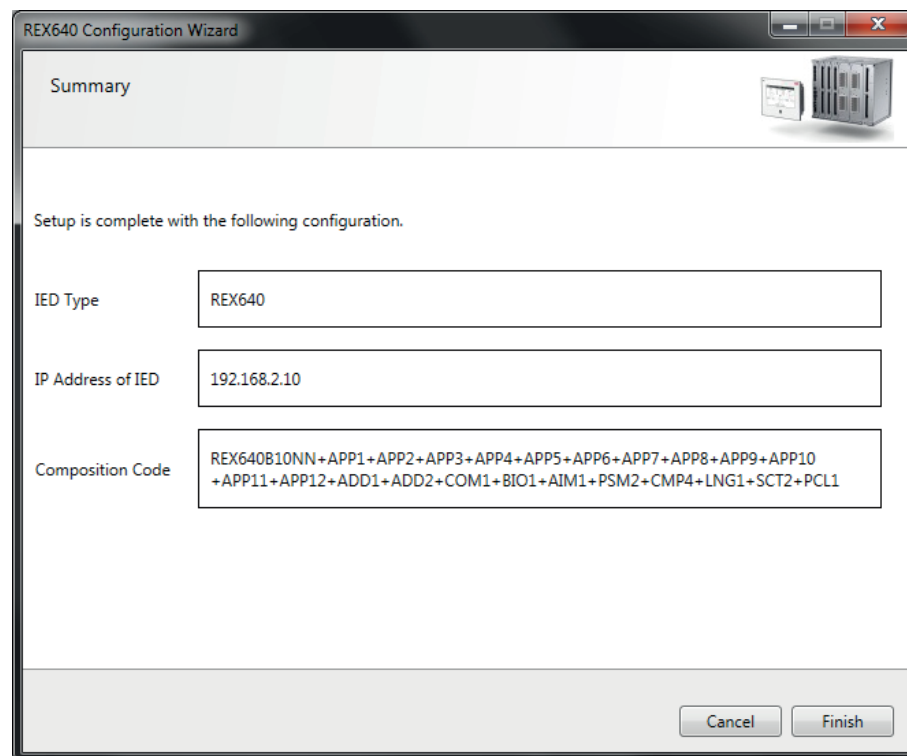 REX640 Configuration Wizard
Summary
Setup is complete with the following configuration.
IED Type
REX640
IP Address of IED
192.168.2.10
Composition Code
REX640B10NN+APP1+APP2+APP3+APP4+APP5+APP6+APP7+APP8+APP9+APP10
+APP11+APP12+ADD1+ADD2+COM1+BIO1+AIM1+PSM2+CMP4+LNG1+SCT2+PCL1
Cancel
Finish